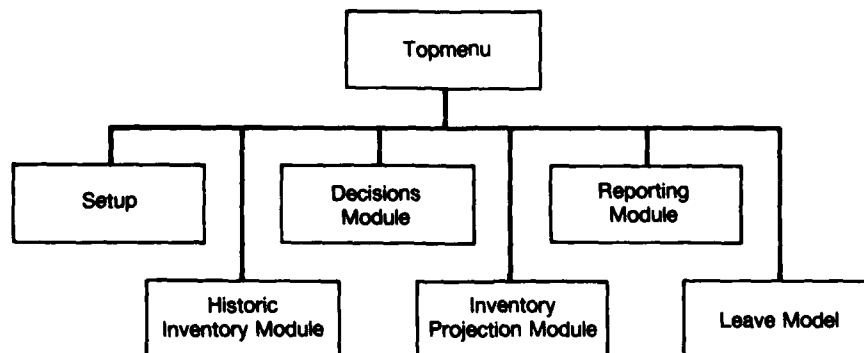 Topmenu
Setup
Decisions
Module
Reporting
Module
Historic
Inventory Module
Inventory
Projection Module
Leave Model